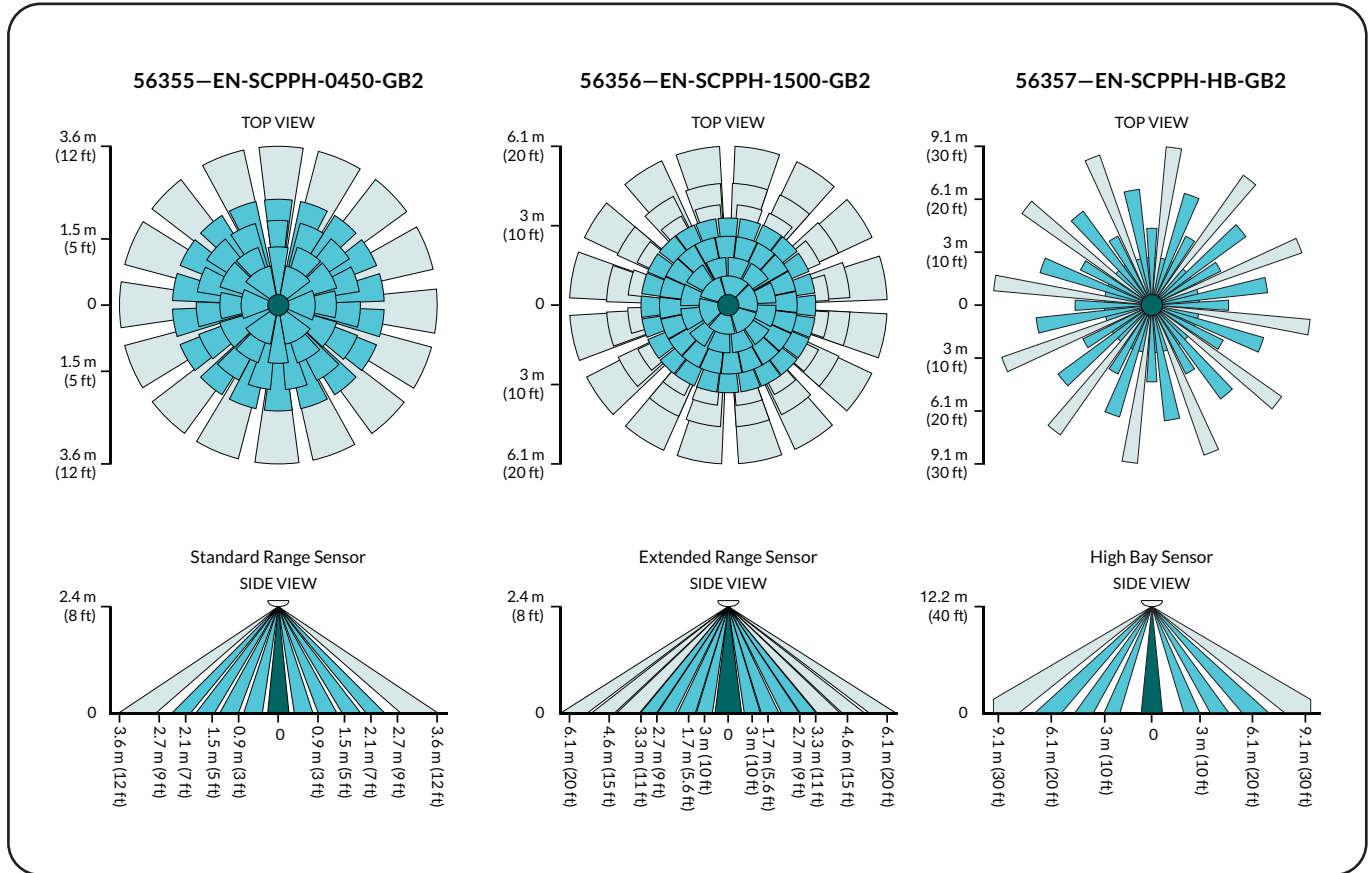 56355—EN-SCPPH-0450-GB2
TOP VIEW
3.6 m
(12 ft)
1.5 m
(5 ft)
0
1.5 m
(5 ft)
3.6 m
(12 ft)
Standard Range Sensor
SIDE VIEW
2.4 m
(8 ft)
0
3.6 m (12 ft)
2.7 m (9 ft)
2.1 m (7 ft)
1.5 m (5 ft)
0.9 m (3 ft)
0
0.9 m (3 ft)
1.5 m (5 ft)
2.1 m (7 ft)
2.7 m (9 ft)
3.6 m (12 ft)
56356—EN-SCPPH-1500-GB2
TOP VIEW
6.1 m
(20 ft)
3 m
(10 ft)
0
3 m
(10 ft)
6.1 m
(20 ft)
Extended Range Sensor
SIDE VIEW
2.4 m
(8 ft)
0
6.1 m (20 ft)
4.6 m (15 ft)
3.3 m (11 ft)
2.7 m (9 ft)
1.7 m (5.6 ft)
3 m (10 ft)
0
3 m (10 ft)
1.7 m (5.6 ft)
2.7 m (9 ft)
3.3 m (11 ft)
4.6 m (15 ft)
6.1 m (20 ft)
56357—EN-SCPPH-HB-GB2
TOP VIEW
9.1 m
(30 ft)
6.1 m
(20 ft)
3 m
(10 ft)
0
3 m
(10 ft)
6.1 m
(20 ft)
9.1 m
(30 ft)
High Bay Sensor
SIDE VIEW
12.2 m
(40 ft)
0
9.1 m (30 ft)
6.1 m (20 ft)
3 m (10 ft)
0
3 m (10 ft)
6.1 m (20 ft)
9.1 m (30 ft)